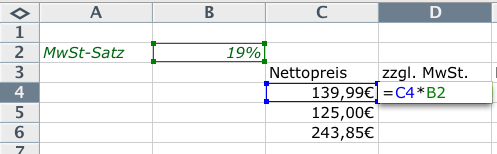 A B C D
1
2 MwSt-Satz 19%
3 Nettopreis zzgl. MwSt.
4 139,99€ =C4*B2
5 125,00€
6 243,85€